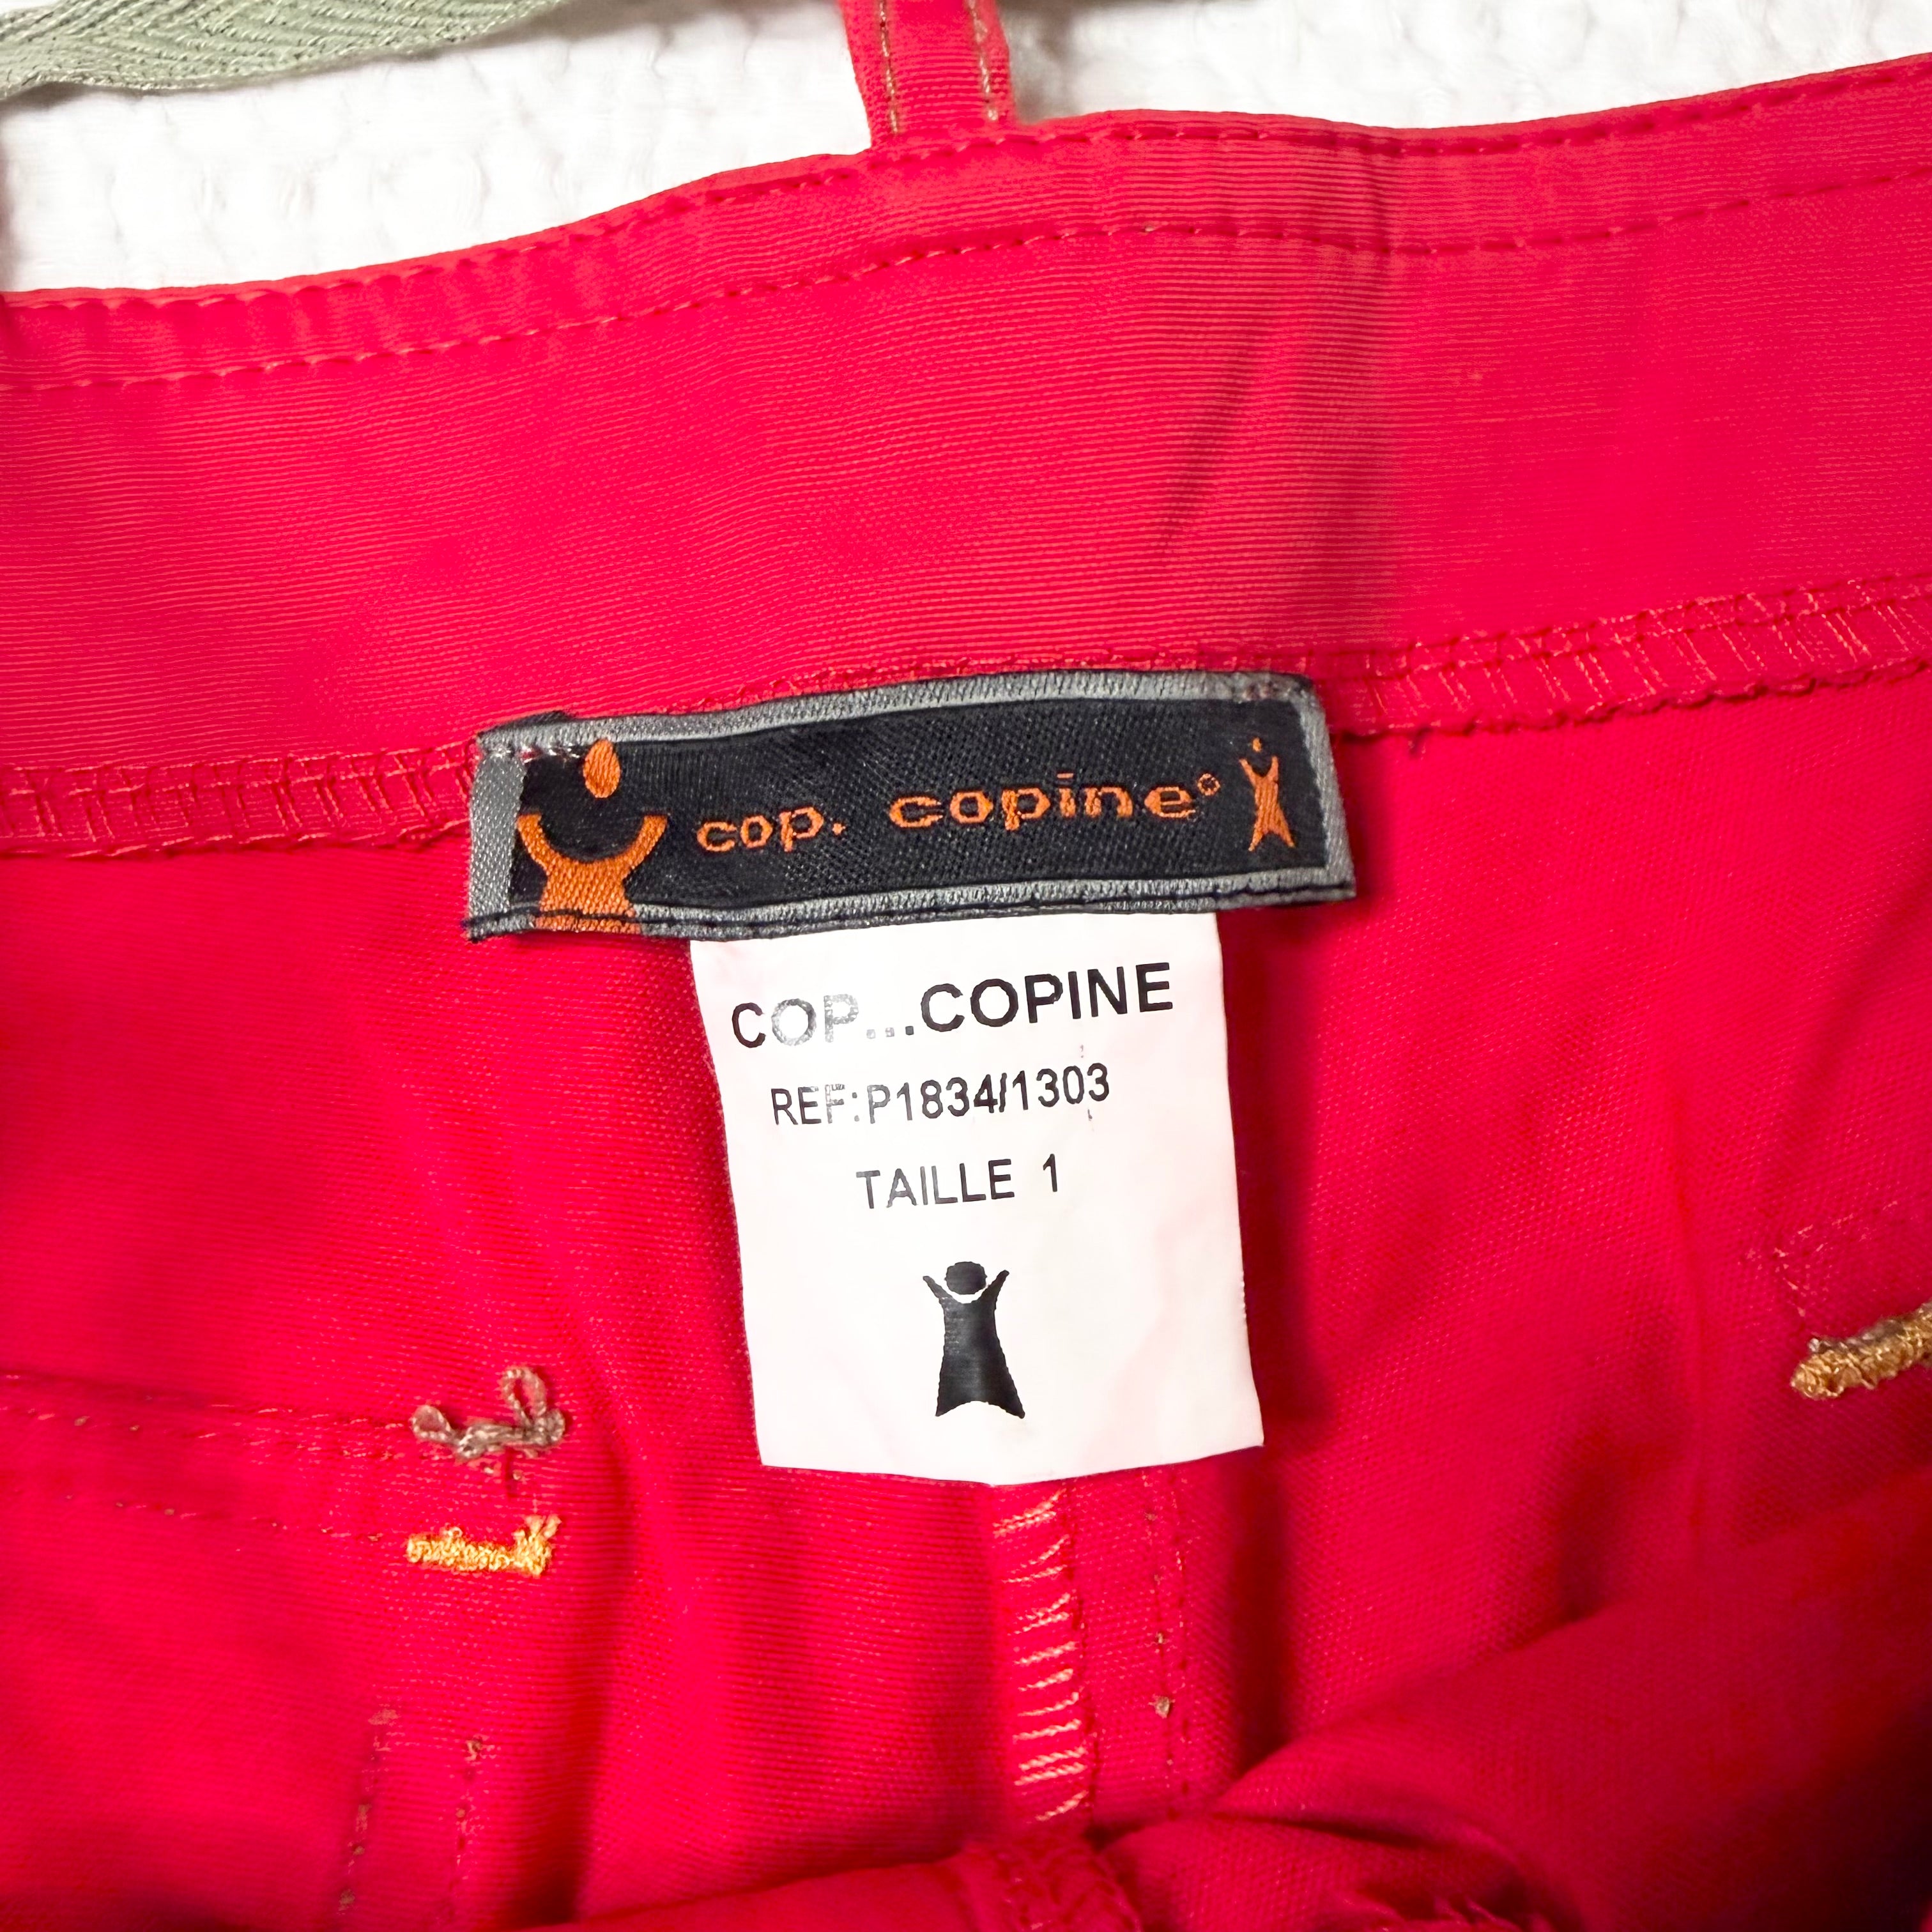 cop. copine®
COP...COPINE
REF:P1834/1303
TAILLE 1